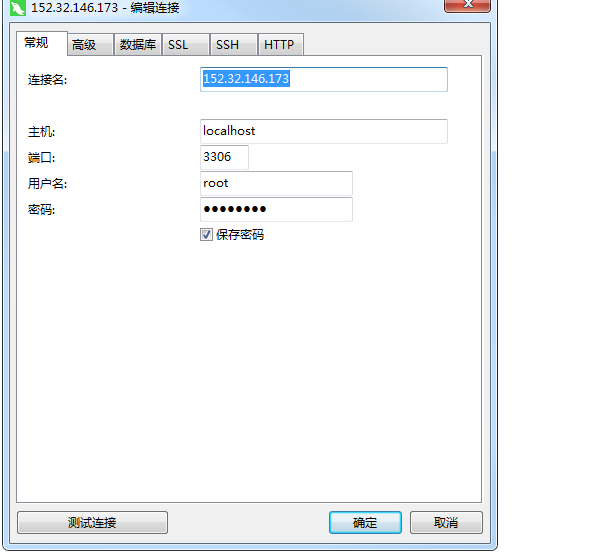 152.32.146.173 - 编辑连接
常规 高级 数据库 SSL SSH HTTP
连接名: 152.32.146.173
主机: localhost
端口: 3306
用户名: root
密码: ●●●●●●●●
保存密码
测试连接 确定 取消